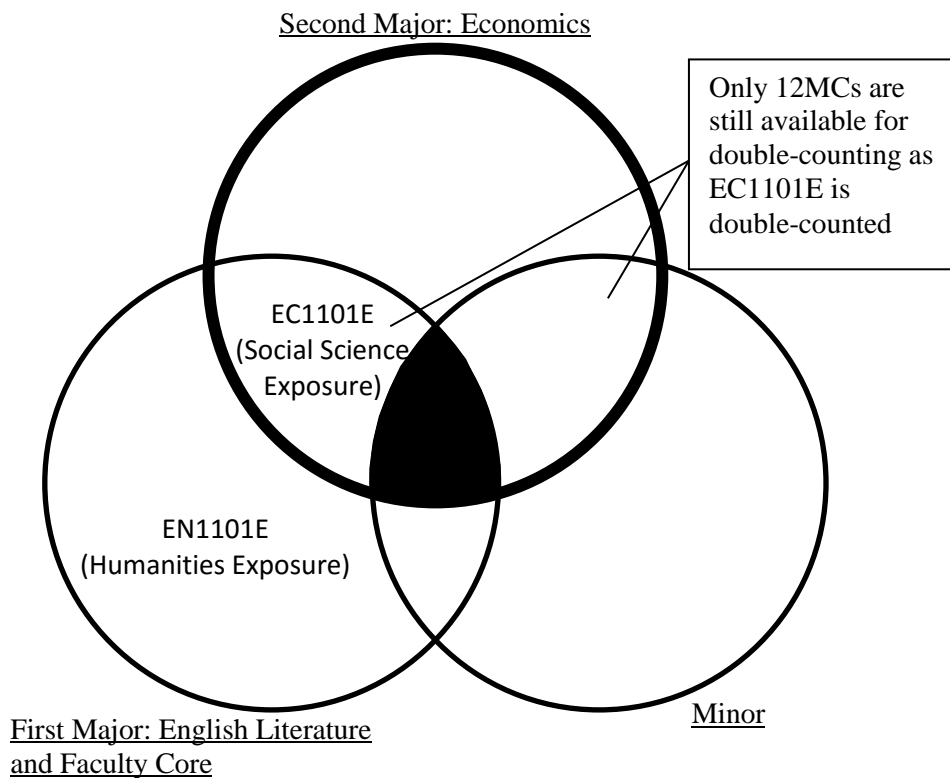 Second Major: Economics
Only 12MCs are
still available for
double-counting as
EC1101E is
double-counted
EC1101E
(Social Science
Exposure)
EN1101E
(Humanities Exposure)
First Major: English Literature
and Faculty Core
Minor